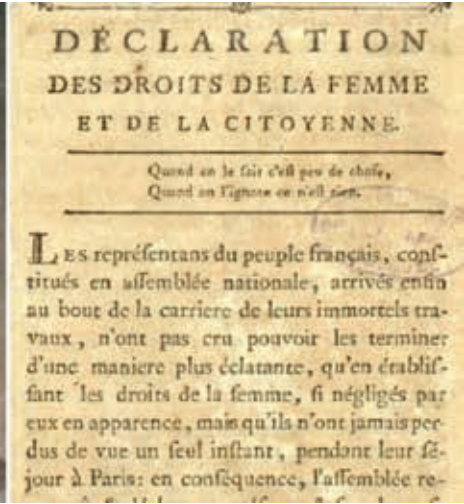 DÉCLARATION
DES DROITS DE LA FEMME
ET DE LA CITOYENNE.
Quand on le sait c'est peu de chose,
Quand on l'ignore ce n'est rien.
LES repréſentans du peuple français, conſ-
titués en aſſemblée nationale, arrivés enfin
au bout de la carriere de leurs immortels tra-
vaux, n'ont pas cru pouvoir les terminer
d'une maniere plus éclatante, qu'en établiſ-
ſant les droits de la femme, ſi négligés par
eux en apparence, mais qu'ils n'ont jamais per-
dus de vue un ſeul inſtant, pendant leur ſé-
jour à Paris: en conſéquence, l'aſſemblée re-